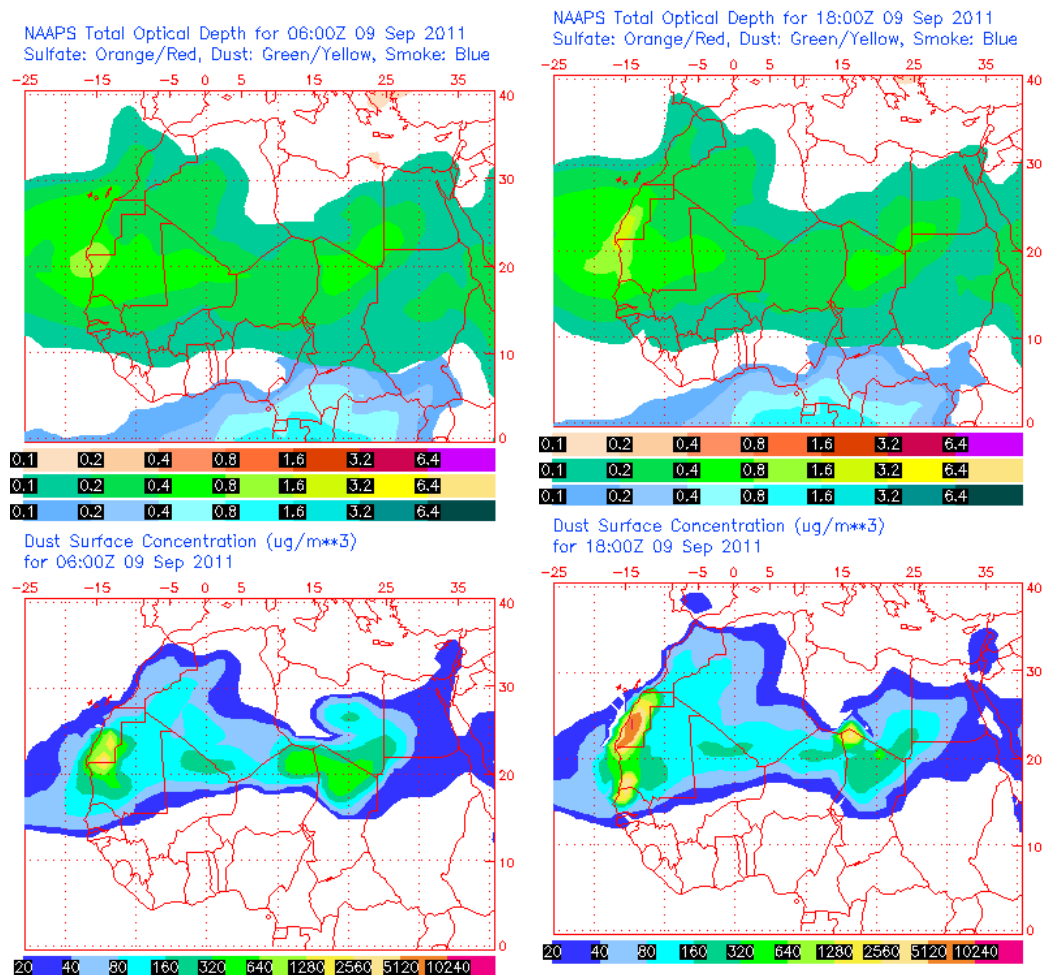 NAAPS Total Optical Depth for 06:00Z 09 Sep 2011
Sulfate: Orange/Red, Dust: Green/Yellow, Smoke: Blue
-25 -15 -5 0 5 15 25 35
40
30
20
10
0
0.1 0.2 0.4 0.8 1.6 3.2 6.4
0.1 0.2 0.4 0.8 1.6 3.2 6.4
0.1 0.2 0.4 0.8 1.6 3.2 6.4
NAAPS Total Optical Depth for 18:00Z 09 Sep 2011
Sulfate: Orange/Red, Dust: Green/Yellow, Smoke: Blue
-25 -15 -5 0 5 15 25 35
40
30
20
10
0
0.1 0.2 0.4 0.8 1.6 3.2 6.4
0.1 0.2 0.4 0.8 1.6 3.2 6.4
0.1 0.2 0.4 0.8 1.6 3.2 6.4
Dust Surface Concentration (ug/m**3)
for 06:00Z 09 Sep 2011
-25 -15 -5 0 5 15 25 35
40
30
20
10
0
20 40 80 160 320 640 1280 2560 5120 10240
Dust Surface Concentration (ug/m**3)
for 18:00Z 09 Sep 2011
-25 -15 -5 0 5 15 25 35
40
30
20
10
0
20 40 80 160 320 640 1280 2560 5120 10240